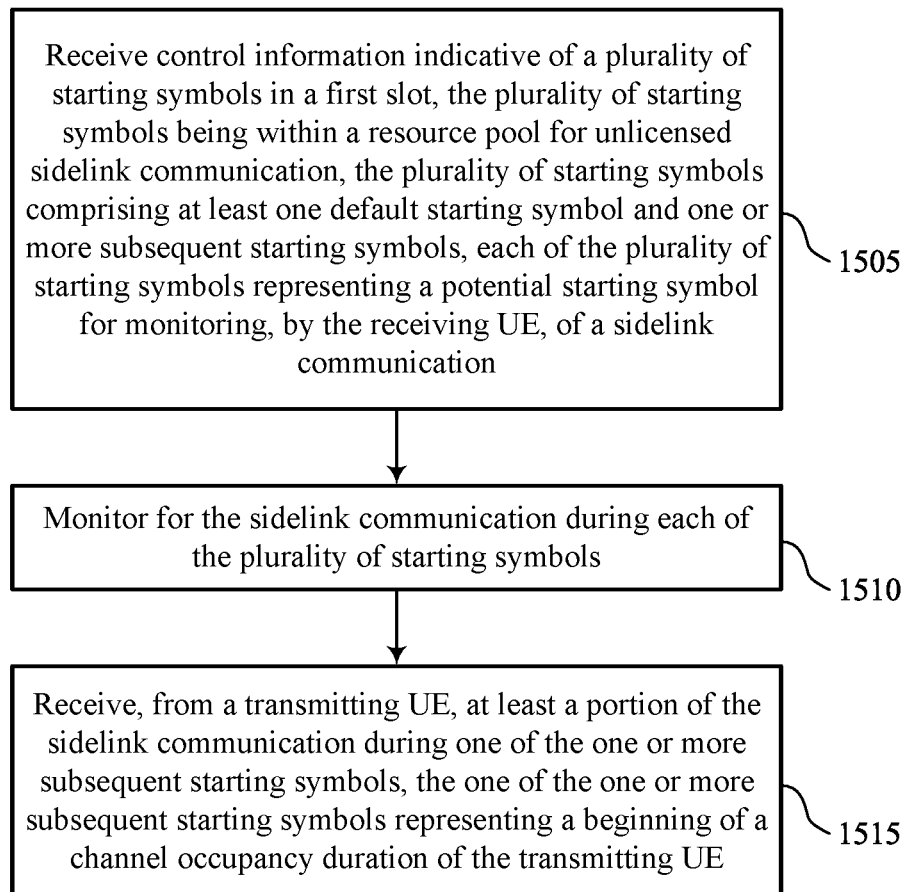 Receive control information indicative of a plurality of
starting symbols in a first slot, the plurality of starting
symbols being within a resource pool for unlicensed
sidelink communication, the plurality of starting symbols
comprising at least one default starting symbol and one or
more subsequent starting symbols, each of the plurality of
starting symbols representing a potential starting symbol
for monitoring, by the receiving UE, of a sidelink
communication
1505
Monitor for the sidelink communication during each of
the plurality of starting symbols
1510
Receive, from a transmitting UE, at least a portion of the
sidelink communication during one of the one or more
subsequent starting symbols, the one of the one or more
subsequent starting symbols representing a beginning of a
channel occupancy duration of the transmitting UE
1515